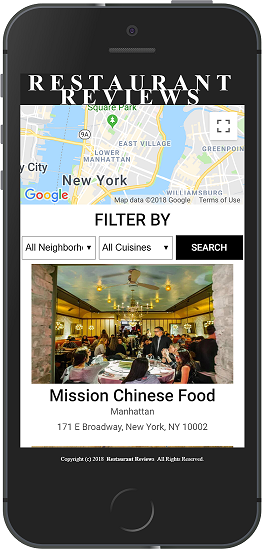 RESTAURANT
REVIEWS
Square Park
9A
EAST VILLAGE
LOWER
MANHATTAN
GREENPOIN
y City
New York
WILLIAMSBURG
Google
Map data ©2018 Google Terms of Use
FILTER BY
All Neighborh All Cuisines SEARCH
Mission Chinese Food
Manhattan
171 E Broadway, New York, NY 10002
Copyright (c) 2018 Restaurant Reviews All Rights Reserved.